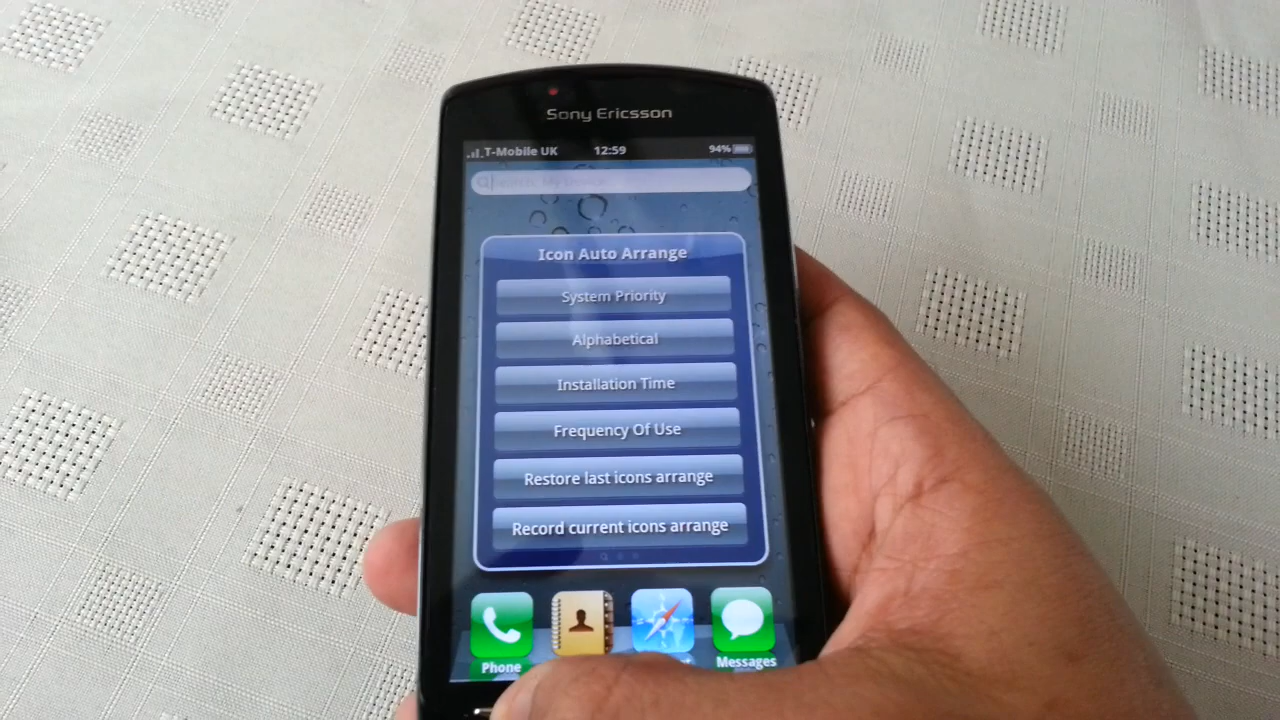 Sony Ericsson
T-Mobile UK 12:59 94%
Icon Auto Arrange
System Priority
Alphabetical
Installation Time
Frequency Of Use
Restore last icons arrange
Record current icons arrange
Phone Messages